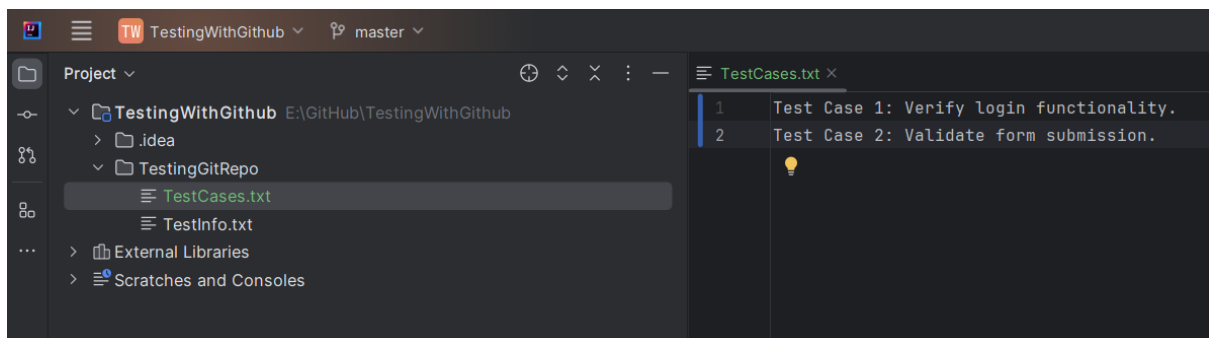 TW TestingWithGithub master
Project
TestingWithGithub E:\GitHub\TestingWithGithub
.idea
TestingGitRepo
TestCases.txt
TestInfo.txt
External Libraries
Scratches and Consoles
TestCases.txt
1 Test Case 1: Verify login functionality.
2 Test Case 2: Validate form submission.